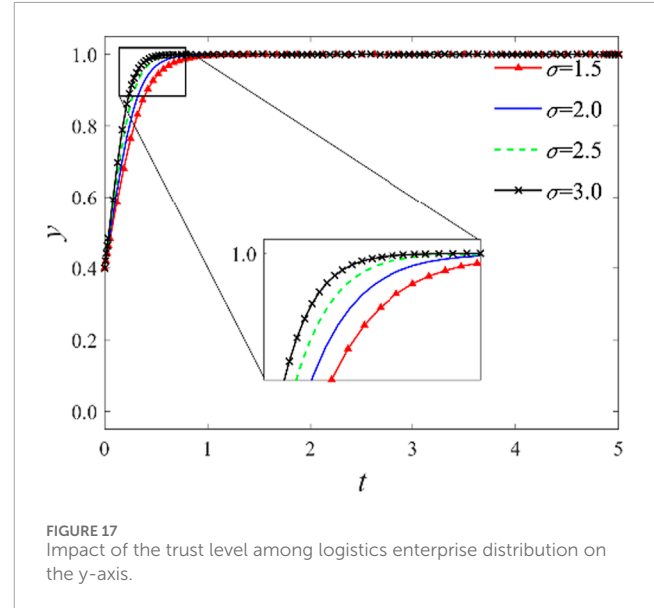 1.0
0.8
0.6
0.4
0.2
0.0
y
0
1
2
3
4
5
t
σ=1.5
σ=2.0
σ=2.5
σ=3.0
1.0
FIGURE 17
Impact of the trust level among logistics enterprise distribution on
the y-axis.